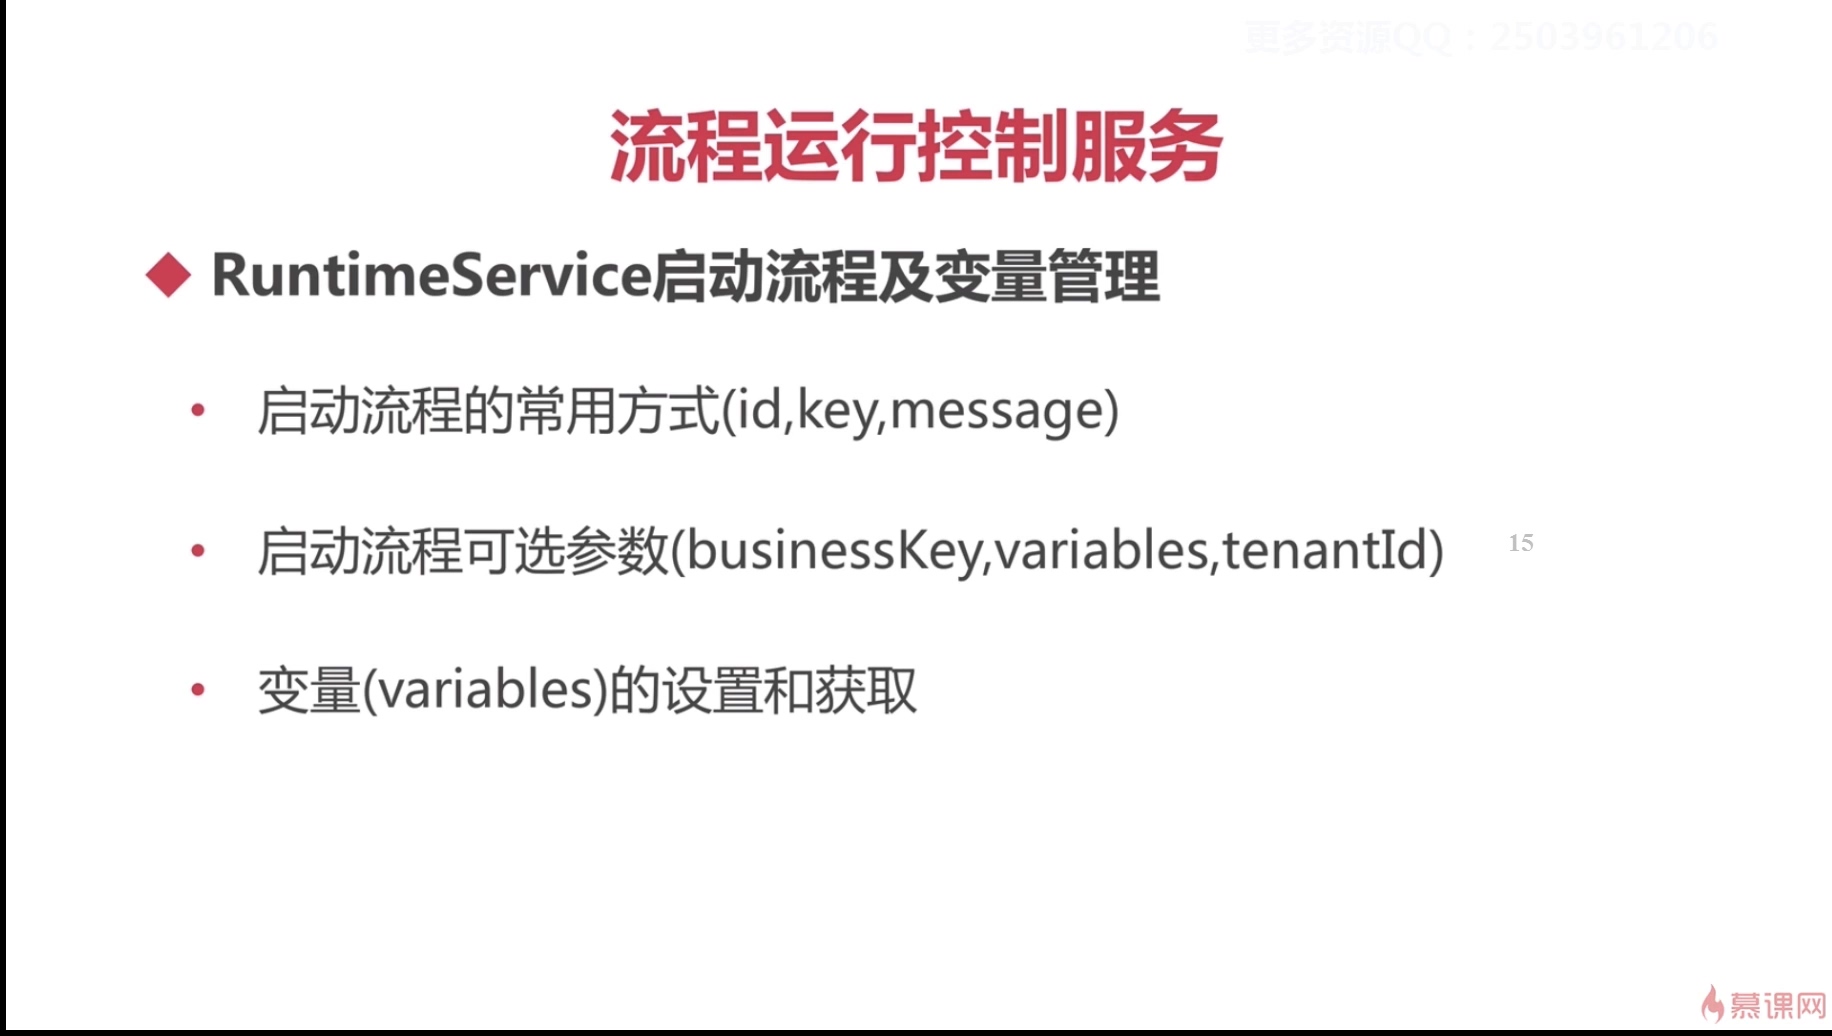 更多资源QQ：2503961206
流程运行控制服务
RuntimeService启动流程及变量管理
• 启动流程的常用方式(id,key,message)
• 启动流程可选参数(businessKey,variables,tenantId)
15
• 变量(variables)的设置和获取
慕课网